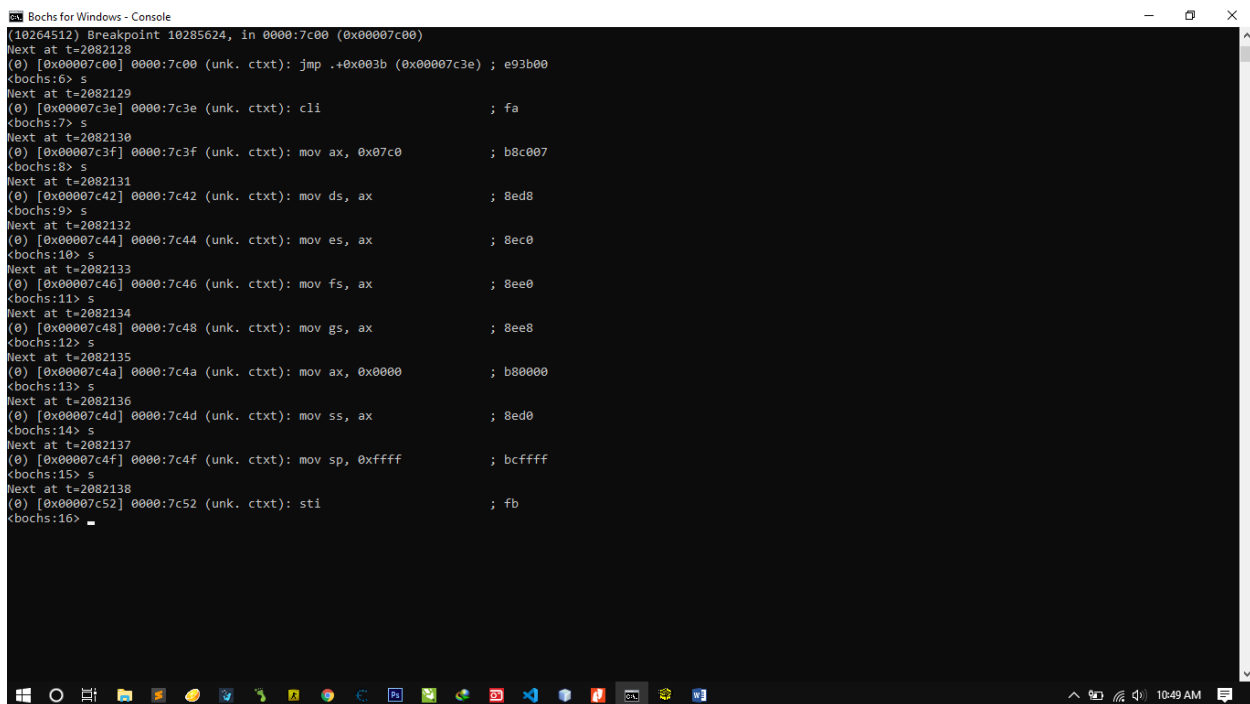 Bochs for Windows - Console
(10264512) Breakpoint 10285624, in 0000:7c00 (0x00007c00)
Next at t=2082128
(0) [0x00007c00] 0000:7c00 (unk. ctxt): jmp .+0x003b (0x00007c3e) ; e93b00
<bochs:6> s
Next at t=2082129
(0) [0x00007c3e] 0000:7c3e (unk. ctxt): cli                       ; fa
<bochs:7> s
Next at t=2082130
(0) [0x00007c3f] 0000:7c3f (unk. ctxt): mov ax, 0x07c0            ; b8c007
<bochs:8> s
Next at t=2082131
(0) [0x00007c42] 0000:7c42 (unk. ctxt): mov ds, ax                ; 8ed8
<bochs:9> s
Next at t=2082132
(0) [0x00007c44] 0000:7c44 (unk. ctxt): mov es, ax                ; 8ec0
<bochs:10> s
Next at t=2082133
(0) [0x00007c46] 0000:7c46 (unk. ctxt): mov fs, ax                ; 8ee0
<bochs:11> s
Next at t=2082134
(0) [0x00007c48] 0000:7c48 (unk. ctxt): mov gs, ax                ; 8ee8
<bochs:12> s
Next at t=2082135
(0) [0x00007c4a] 0000:7c4a (unk. ctxt): mov ax, 0x0000            ; b80000
<bochs:13> s
Next at t=2082136
(0) [0x00007c4d] 0000:7c4d (unk. ctxt): mov ss, ax                ; 8ed0
<bochs:14> s
Next at t=2082137
(0) [0x00007c4f] 0000:7c4f (unk. ctxt): mov sp, 0xffff            ; bcffff
<bochs:15> s
Next at t=2082138
(0) [0x00007c52] 0000:7c52 (unk. ctxt): sti                       ; fb
<bochs:16>
Ps
10:49 AM